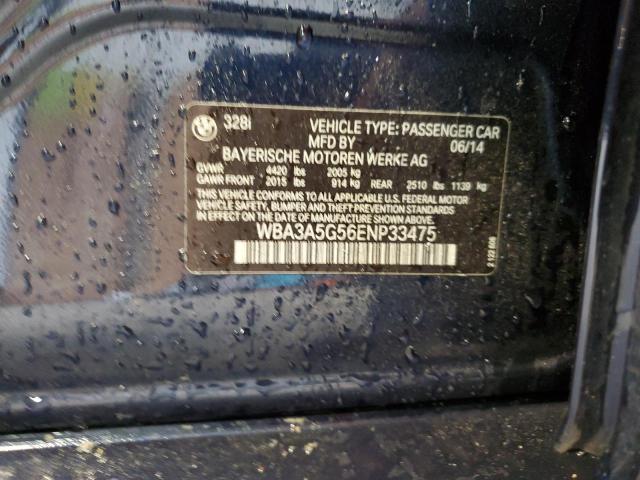 328i VEHICLE TYPE: PASSENGER CAR
MFD BY 06/14
BAYERISCHE MOTOREN WERKE AG
GVWR 4420 lbs 2005 kg
GAWR FRONT 2015 lbs 914 kg REAR 2510 lbs 1139 kg
THIS VEHICLE CONFORMS TO ALL APPLICABLE U.S. FEDERAL MOTOR
VEHICLE SAFETY, BUMPER AND THEFT PREVENTION STANDARDS
IN EFFECT ON THE DATE OF MANUFACTURE SHOWN ABOVE.
WBA3A5G56ENP33475